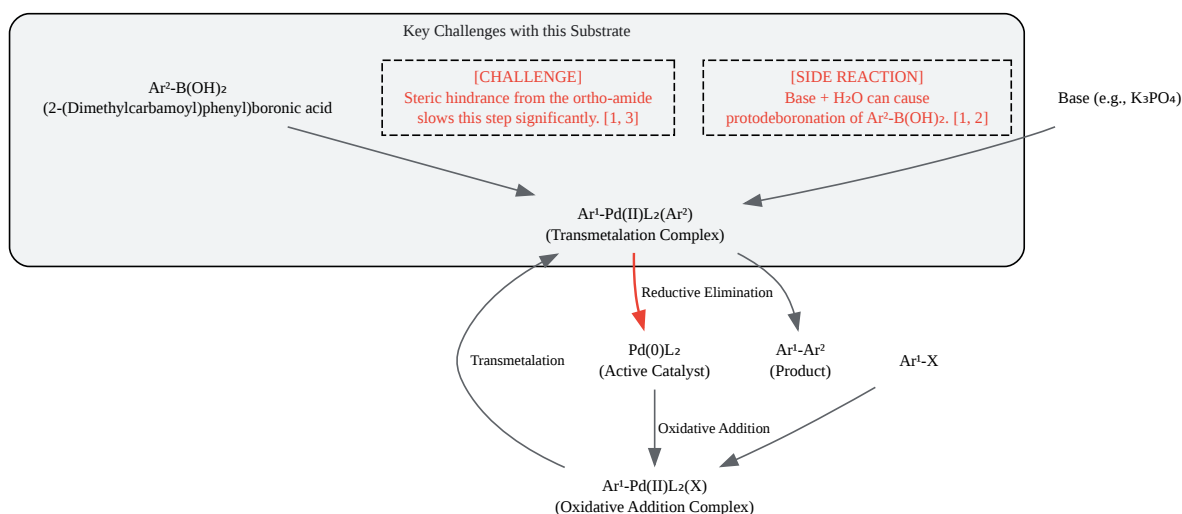 Key Challenges with this Substrate
Ar²-B(OH)₂
(2-(Dimethylcarbamoyl)phenyl)boronic acid
[CHALLENGE]
Steric hindrance from the ortho-amide
slows this step significantly. [1, 3]
[SIDE REACTION]
Base + H₂O can cause
protodeboronation of Ar²-B(OH)₂. [1, 2]
Base (e.g., K₃PO₄)
Ar¹-Pd(II)L₂(Ar²)
(Transmetalation Complex)
Reductive Elimination
Transmetalation
Pd(0)L₂
(Active Catalyst)
Ar¹-Ar²
(Product)
Ar¹-X
Oxidative Addition
Ar¹-Pd(II)L₂(X)
(Oxidative Addition Complex)